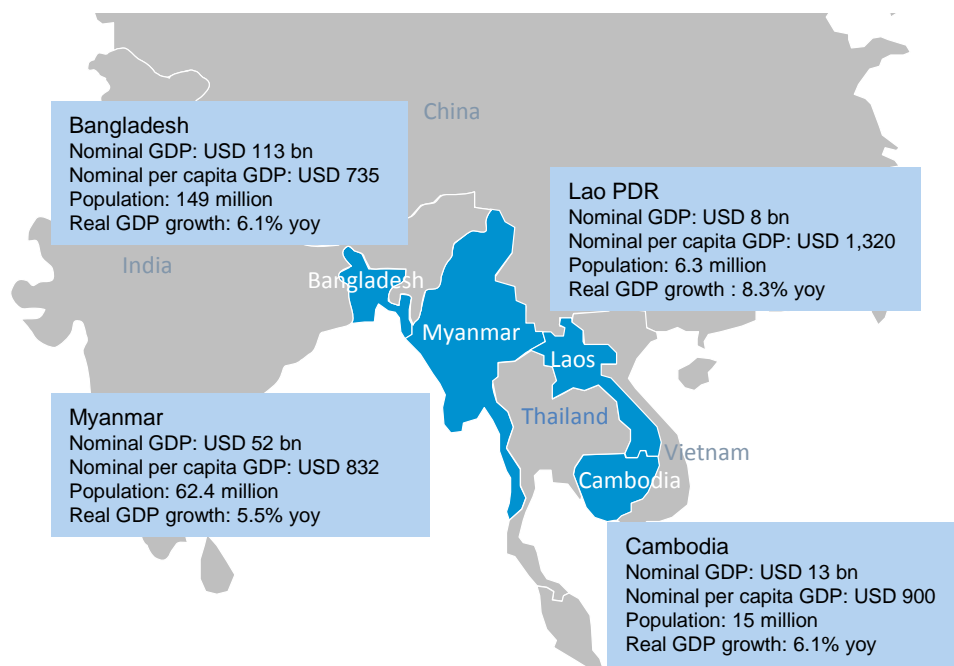 China
Bangladesh
Nominal GDP: USD 113 bn
Nominal per capita GDP: USD 735
Population: 149 million
Real GDP growth: 6.1% yoy
Lao PDR
Nominal GDP: USD 8 bn
Nominal per capita GDP: USD 1,320
Population: 6.3 million
Real GDP growth : 8.3% yoy
India
Bangladesh
Myanmar
Laos
Myanmar
Nominal GDP: USD 52 bn
Nominal per capita GDP: USD 832
Population: 62.4 million
Real GDP growth: 5.5% yoy
Thailand
Vietnam
Cambodia
Cambodia
Nominal GDP: USD 13 bn
Nominal per capita GDP: USD 900
Population: 15 million
Real GDP growth: 6.1% yoy